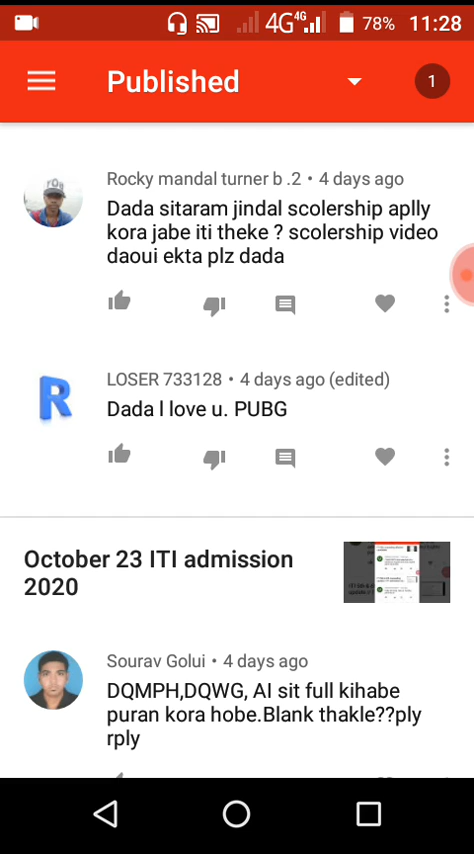 4G 4G 78% 11:28
Published 1
Rocky mandal turner b .2 • 4 days ago
Dada sitaram jindal scolership aplly
kora jabe iti theke ? scolership video
daoui ekta plz dada
R
LOSER 733128 • 4 days ago (edited)
Dada l love u. PUBG
October 23 ITI admission
2020
Sourav Golui • 4 days ago
DQMPH,DQWG, AI sit full kihabe
puran kora hobe.Blank thakle??ply
rply